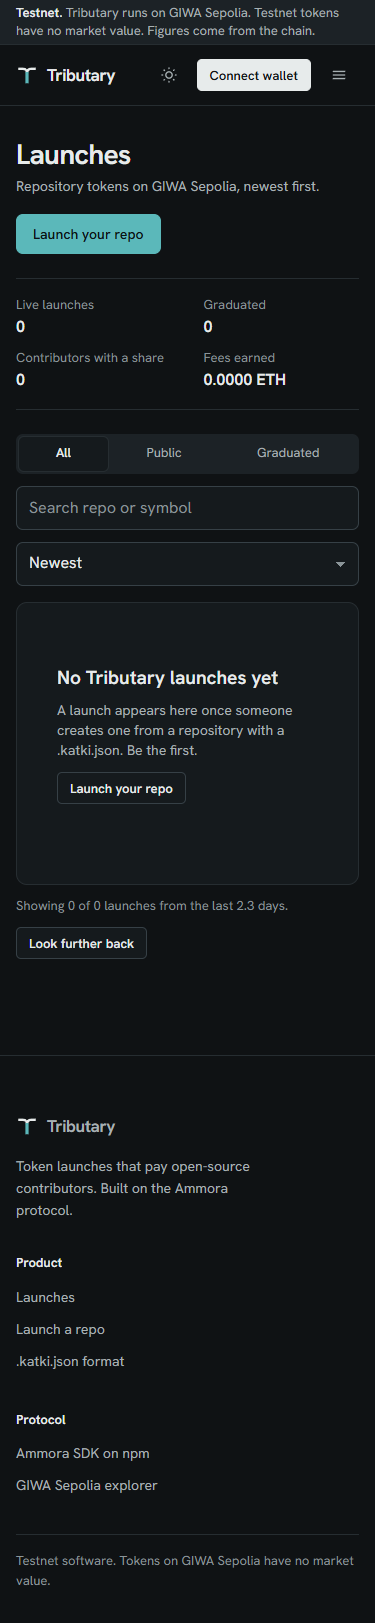 Testnet. Tributary runs on GIWA Sepolia. Testnet tokens
have no market value. Figures come from the chain.
Tributary
Connect wallet
Launches
Repository tokens on GIWA Sepolia, newest first.
Launch your repo
Live launches
Graduated
0
0
Contributors with a share
Fees earned
0
0.0000 ETH
All
Public
Graduated
Search repo or symbol
Newest
No Tributary launches yet
A launch appears here once someone
creates one from a repository with a
.katki.json. Be the first.
Launch your repo
Showing 0 of 0 launches from the last 2.3 days.
Look further back
Tributary
Token launches that pay open-source
contributors. Built on the Ammora
protocol.
Product
Launches
Launch a repo
.katki.json format
Protocol
Ammora SDK on npm
GIWA Sepolia explorer
Testnet software. Tokens on GIWA Sepolia have no market
value.